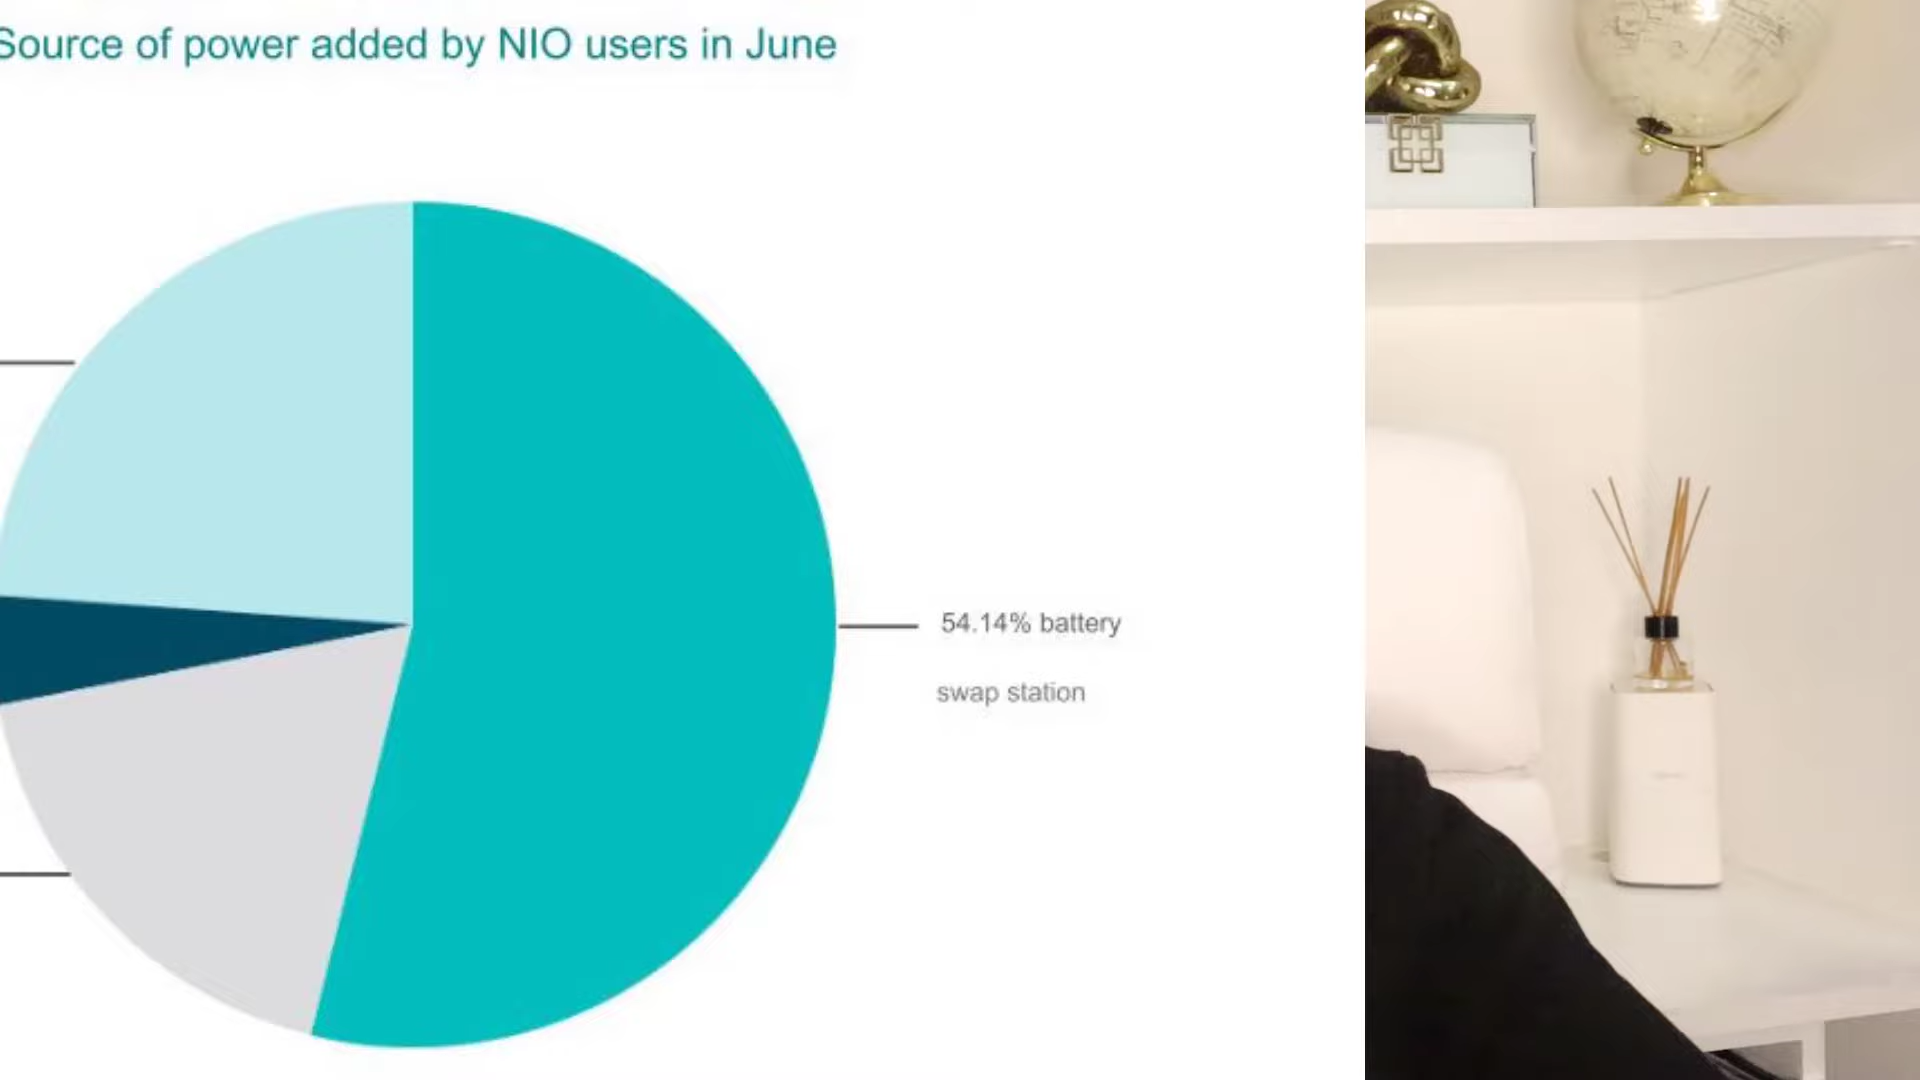 Source of power added by NIO users in June
54.14% battery
swap station